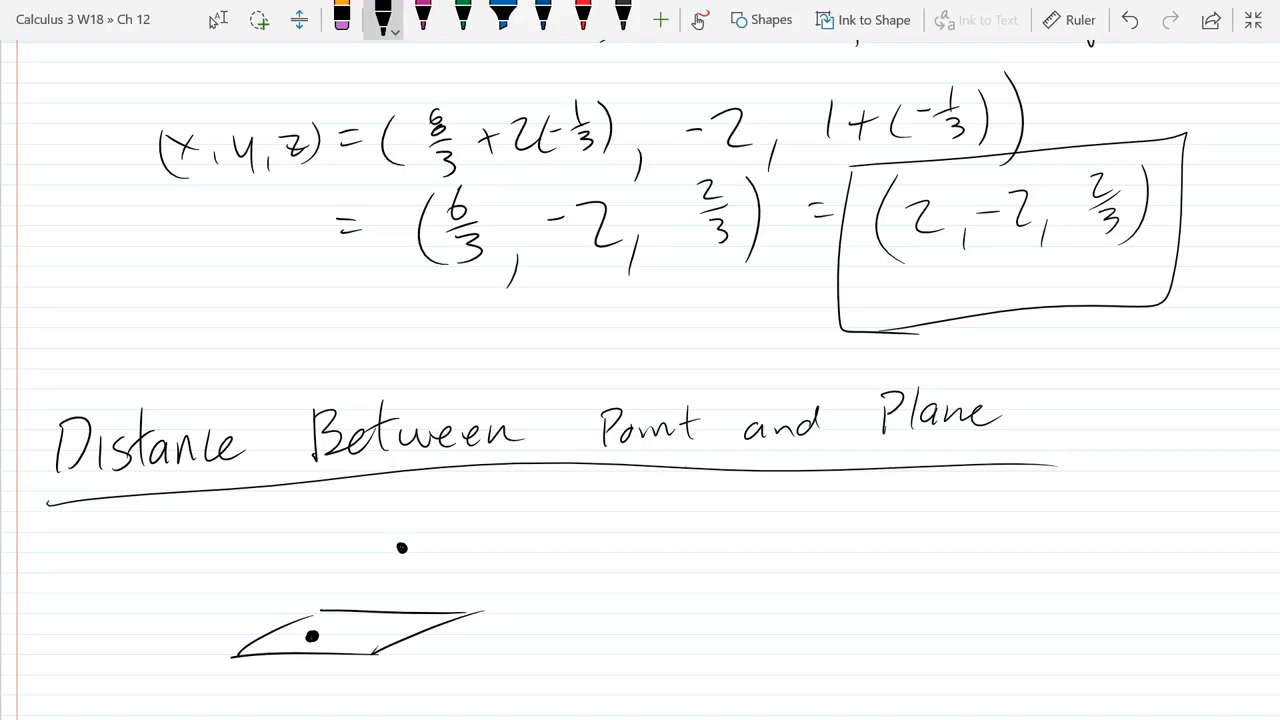 Calculus 3 W18 » Ch 12
Shapes
Ink to Shape
Ink to Text
Ruler
(x, y, z) = ( 8/3 + 2(-1/3), -2, 1 + (-1/3) )
= ( 6/3, -2, 2/3 ) = ( 2, -2, 2/3 )
Distance Between Point and Plane